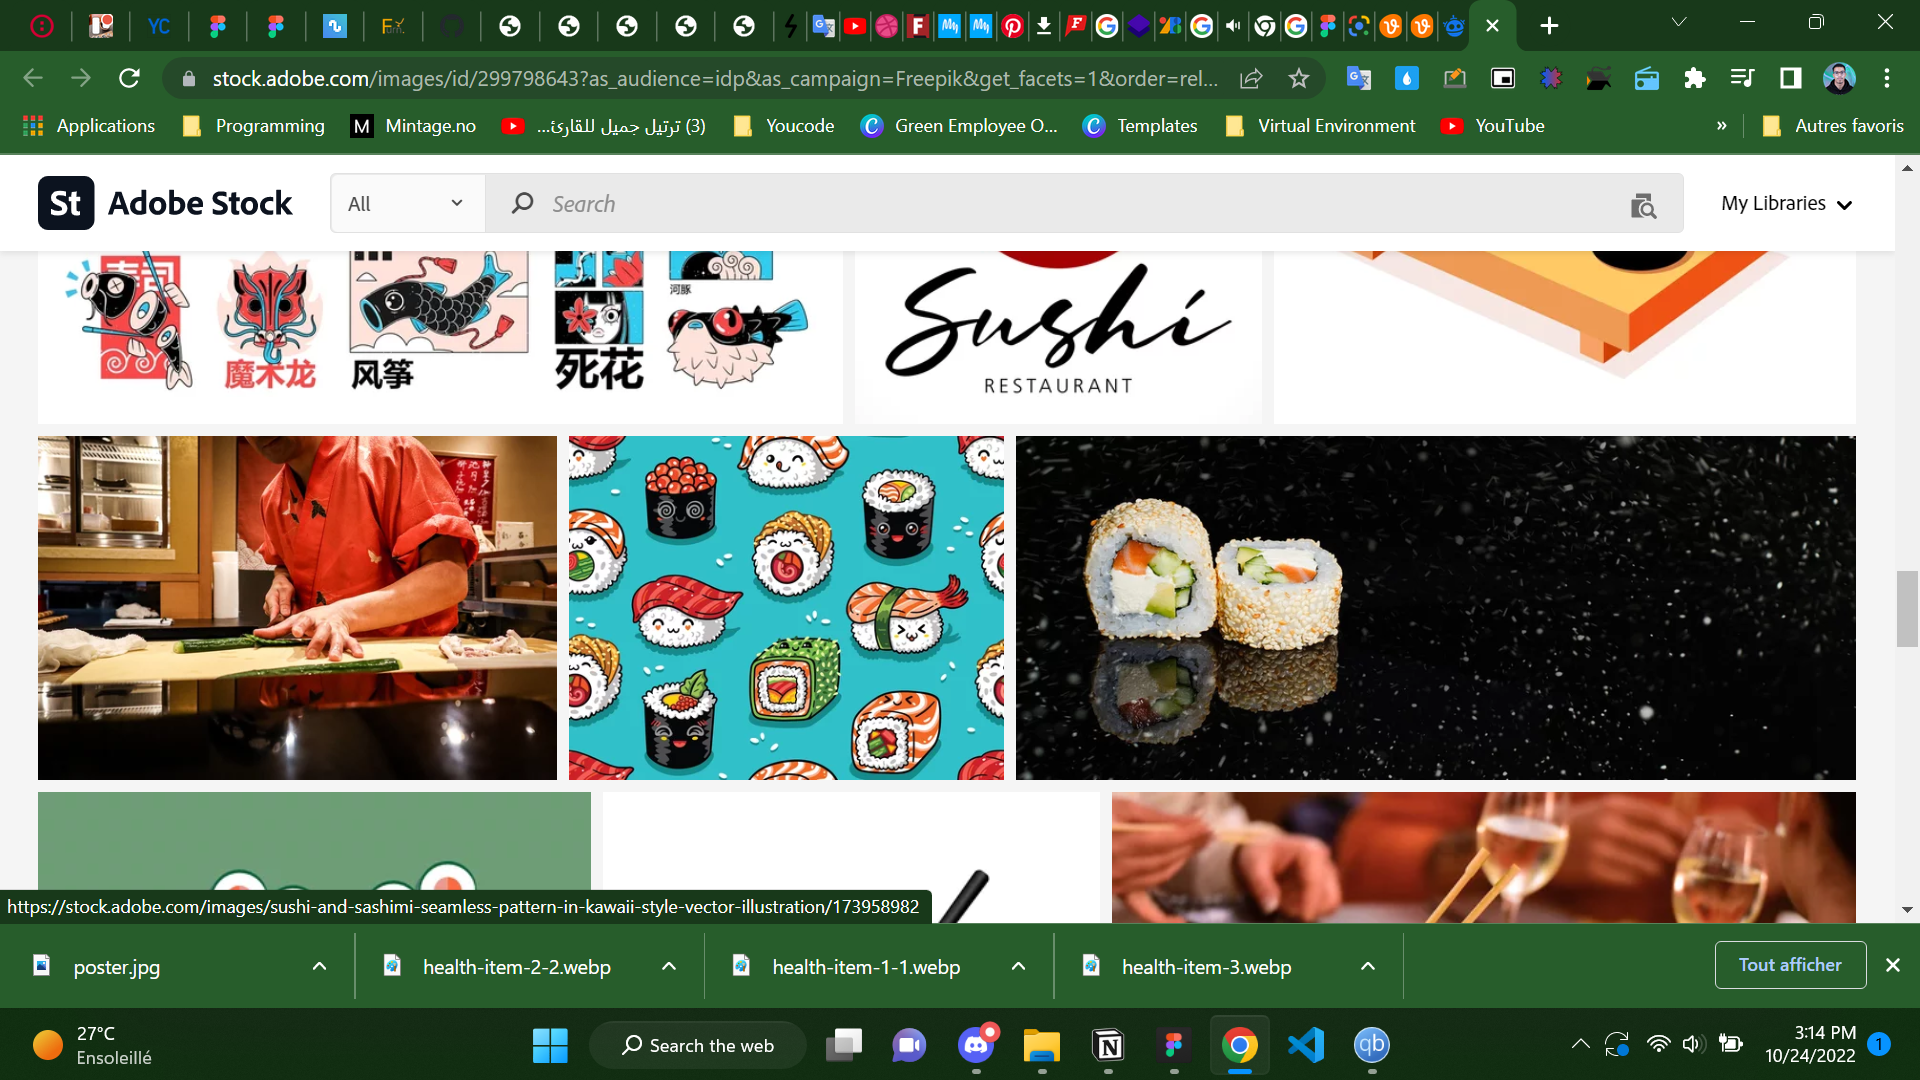 YC
stock.adobe.com/images/id/299798643?as_audience=idp&as_campaign=Freepik&get_facets=1&order=rel...
Applications
Programming
Mintage.no
(3) ترتيل جميل للقارئ...
Youcode
Green Employee O...
Templates
Virtual Environment
YouTube
»
Autres favoris
St Adobe Stock
All
Search
My Libraries
魔术龙
风筝
死花
河豚
Sushi
RESTAURANT
https://stock.adobe.com/images/sushi-and-sashimi-seamless-pattern-in-kawaii-style-vector-illustration/173958982
poster.jpg
health-item-2-2.webp
health-item-1-1.webp
health-item-3.webp
Tout afficher
27°C
Ensoleillé
Search the web
qb
3:14 PM
10/24/2022
1